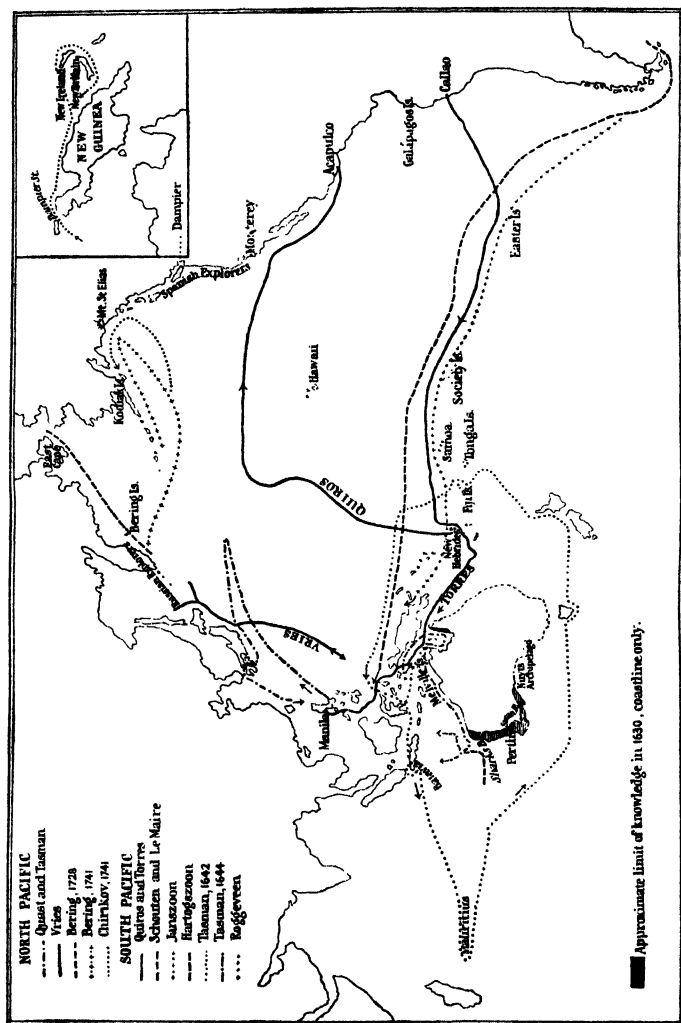 NORTH PACIFIC
Quast and Tasman
Vries
Bering, 1728
Bering, 1741
Chirikov, 1741
SOUTH PACIFIC
Quiros and Torres
Schouten and Le Maire
Janszoon
Hartogszoon
Tasman, 1642
Tasman, 1644
Roggeveen
East Cape
Bering Is.
Kodiak Is.
Mt. St Elias
Spanish Explorers
Monterey
Acapulco
Galapagos Is.
Callao
Hawaii
QUIROS
VRIES
Manila
TORRES
New Hebrides
Fiji Is.
Samoa
Tonga Is.
Society Is.
Easter Is.
Mauritius
Perth
Nuyts Archipelago
New Ireland
New Britain
NEW GUINEA
Dampier
Approximate limit of knowledge in 1630, coastline only.